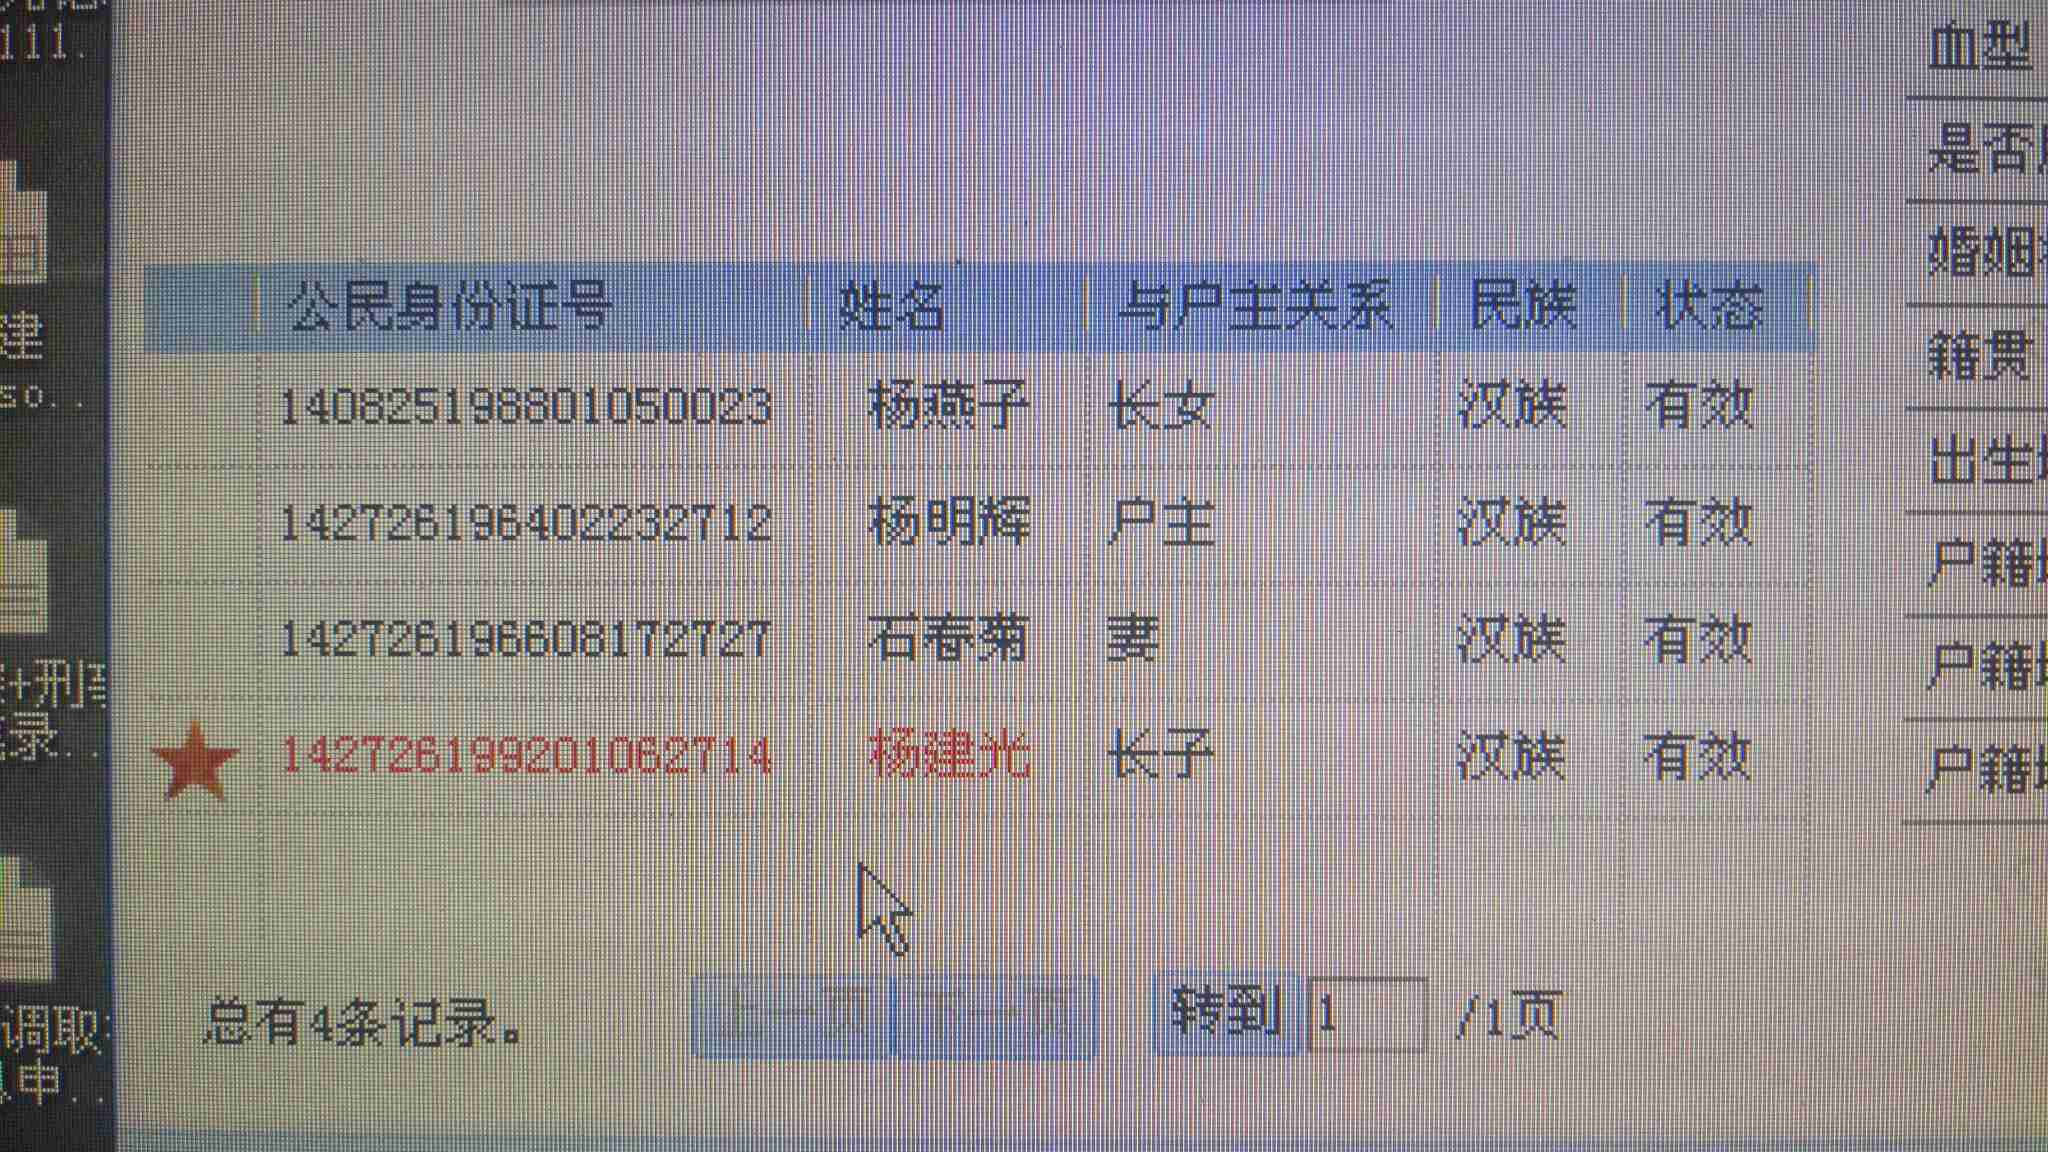 公民身份证号 姓名 与户主关系 民族 状态
140825198801050023 杨燕子 长女 汉族 有效
142726196402232712 杨明辉 户主 汉族 有效
142726196608172727 石春菊 妻 汉族 有效
142726199201062714 杨建光 长子 汉族 有效
总有4条记录。 上一页 下一页 转到 1 /1页
血型
是否
婚姻
籍贯
出生
户籍
户籍
户籍
111.
建
so..
+刑
录..
调取
申..